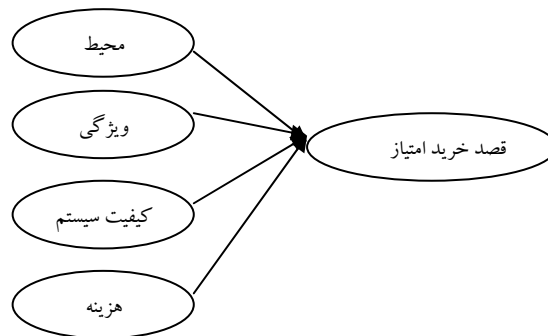 محیط
ویژگی
قصد خرید امتیاز
کیفیت سیستم
هزینه